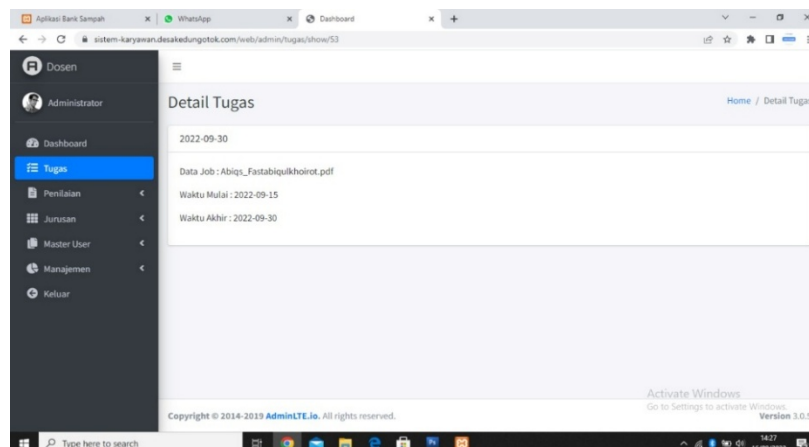 Aplikasi Bank Sampah
WhatsApp
Dashboard
sistem-karyawan.desakedungotok.com/web/admin/tugas/show/53
Dosen
Administrator
Dashboard
Tugas
Penilaian
Jurusan
Master User
Manajemen
Keluar
Detail Tugas
Home / Detail Tugas
2022-09-30
Data Job : Abiqs_Fastabiqulkhoirot.pdf
Waktu Mulai : 2022-09-15
Waktu Akhir : 2022-09-30
Activate Windows
Go to Settings to activate Windows.
Copyright © 2014-2019 AdminLTE.io. All rights reserved.
Version 3.0.5
Type here to search
14:27